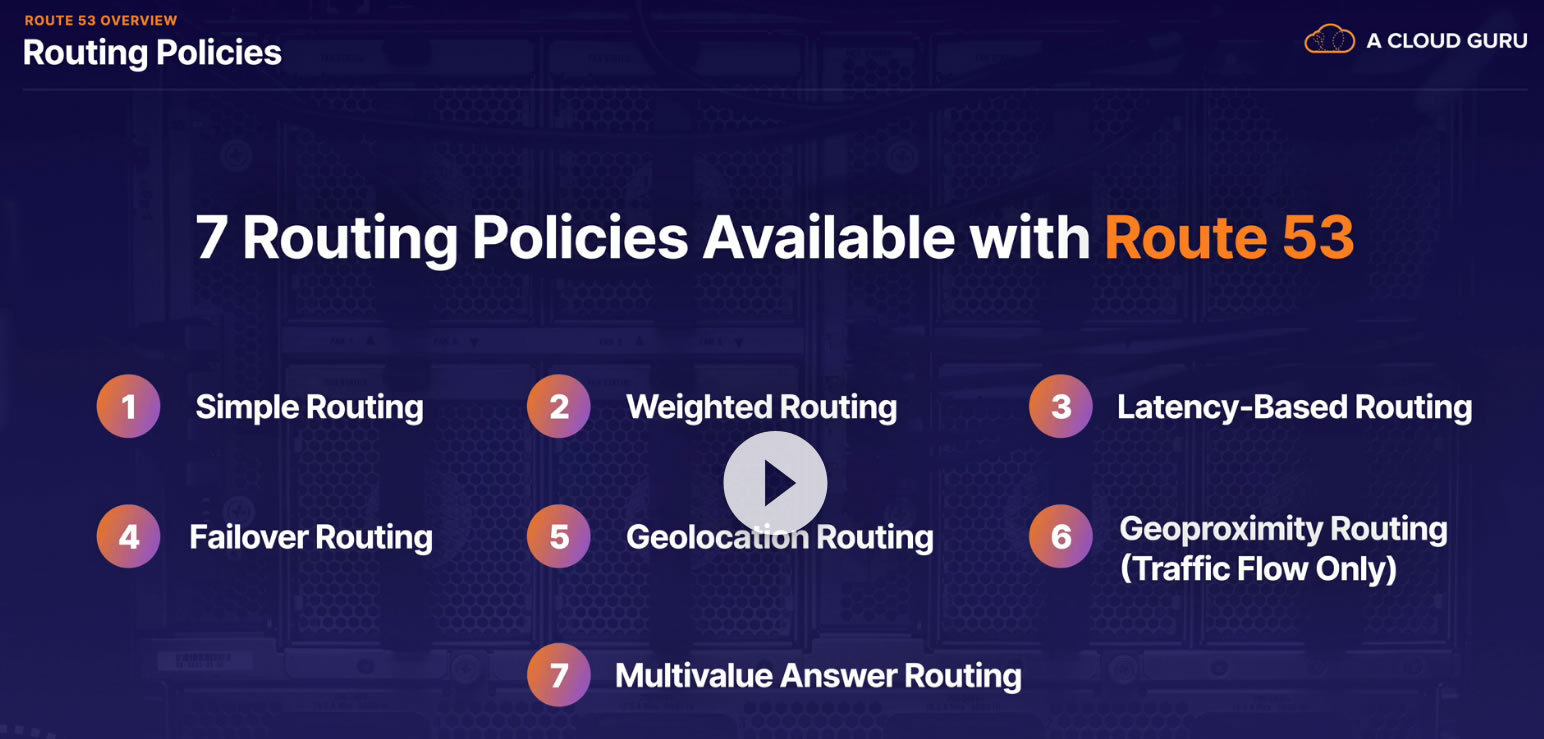 ROUTE 53 OVERVIEW
Routing Policies
A CLOUD GURU
7 Routing Policies Available with Route 53
1 Simple Routing
2 Weighted Routing
3 Latency-Based Routing
4 Failover Routing
5 Geolocation Routing
6 Geoproximity Routing
(Traffic Flow Only)
7 Multivalue Answer Routing